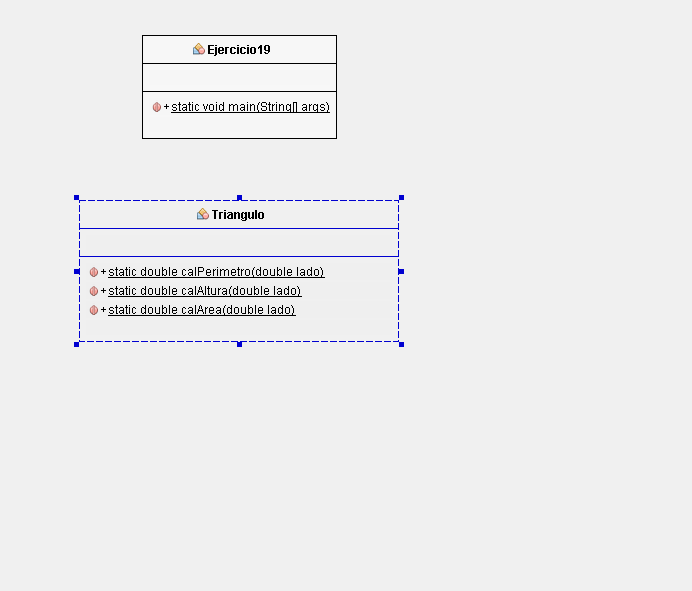 Ejercicio19
+static void main(String[] args)
Triangulo
+static double calPerimetro(double lado)
+static double calAltura(double lado)
+static double calArea(double lado)